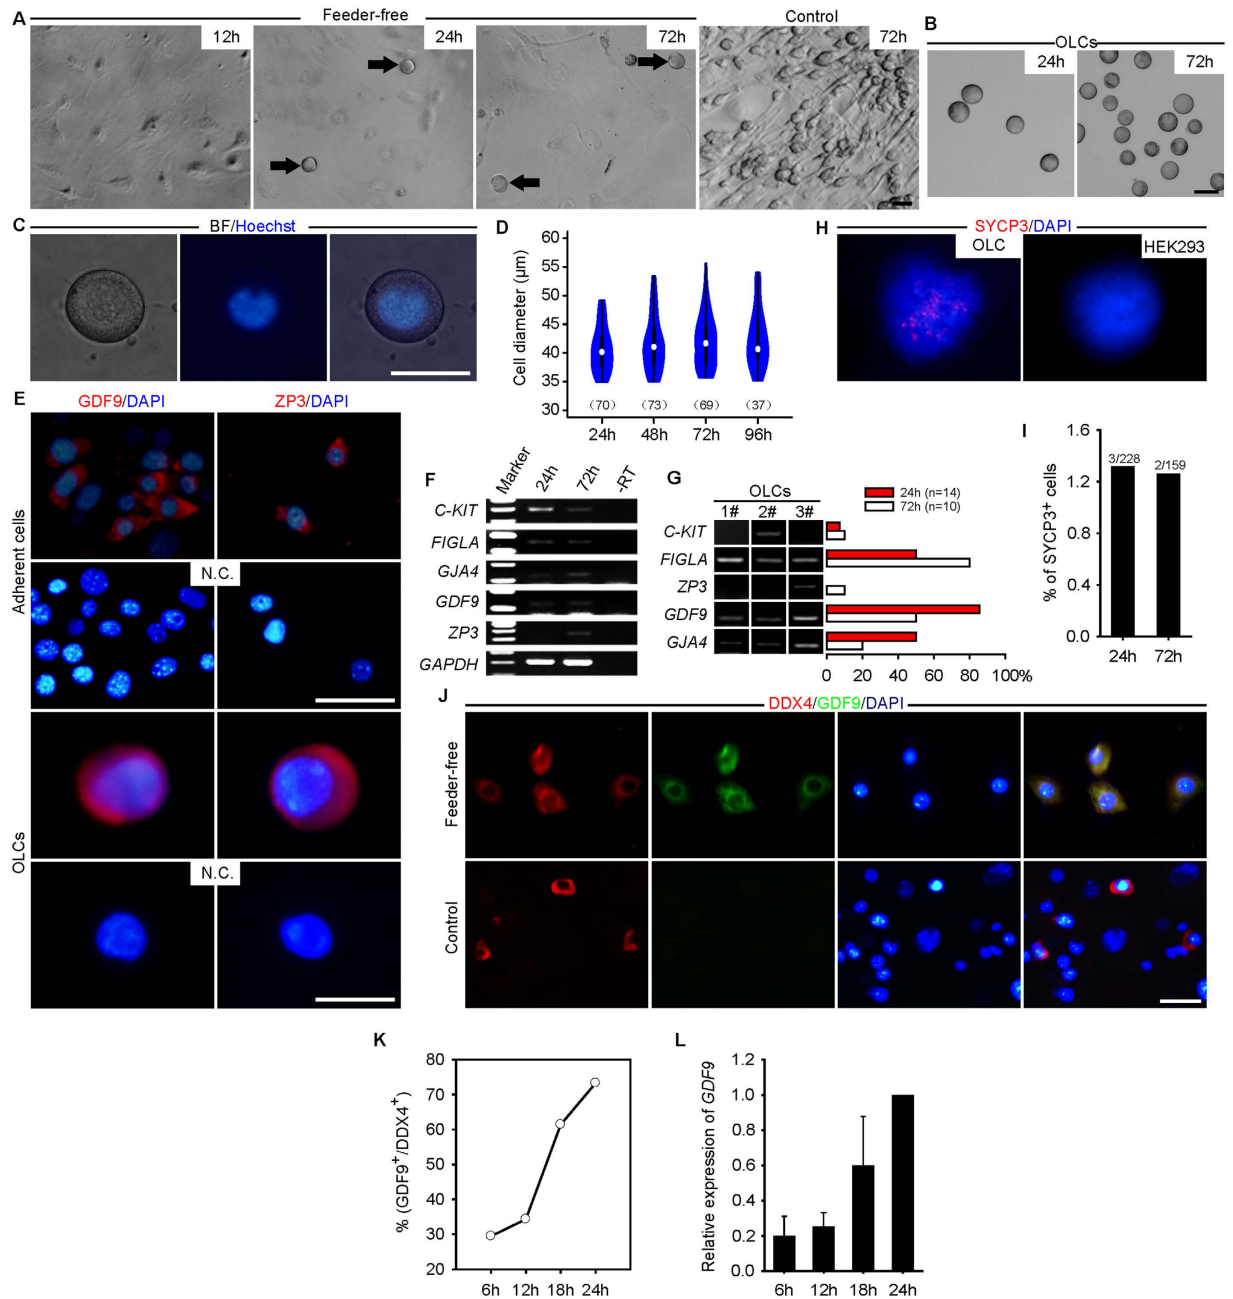 A
Feeder-free
Control
12h
24h
72h
72h
B
OLCs
24h
72h
C
BF/Hoechst
D
Cell diameter (µm)
60
55
50
45
40
35
30
(70)
(73)
(69)
(37)
24h
48h
72h
96h
H
SYCP3/DAPI
OLC
HEK293
E
GDF9/DAPI
ZP3/DAPI
Adherent cells
N.C.
OLCs
N.C.
F
Marker
24h
72h
-RT
C-KIT
FIGLA
GJA4
GDF9
ZP3
GAPDH
G
OLCs
1#
2#
3#
24h (n=14)
72h (n=10)
C-KIT
FIGLA
ZP3
GDF9
GJA4
0
20
40
60
80
100%
I
% of SYCP3+ cells
1.6
1.2
0.8
0.4
0.0
3/228
2/159
24h
72h
J
DDX4/GDF9/DAPI
Feeder-free
Control
K
% (GDF9+/DDX4+)
80
70
60
50
40
30
20
6h
12h
18h
24h
L
Relative expression of GDF9
1.2
1.0
0.8
0.6
0.4
0.2
0.0
6h
12h
18h
24h